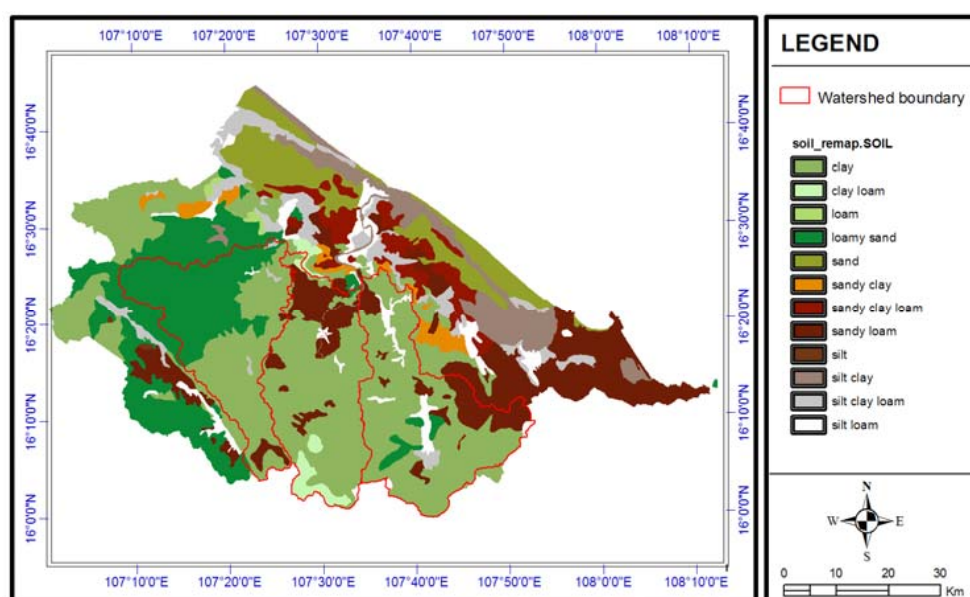 107°10'0"E 107°20'0"E 107°30'0"E 107°40'0"E 107°50'0"E 108°0'0"E 108°10'0"E
16°40'0"N 16°40'0"N
16°30'0"N 16°30'0"N
16°20'0"N 16°20'0"N
16°10'0"N 16°10'0"N
16°0'0"N 16°0'0"N
107°10'0"E 107°20'0"E 107°30'0"E 107°40'0"E 107°50'0"E 108°0'0"E 108°10'0"E
LEGEND
Watershed boundary
soil_remap.SOIL
clay
clay loam
loam
loamy sand
sand
sandy clay
sandy clay loam
sandy loam
silt
silt clay
silt clay loam
silt loam
N
W E
S
0 5 10 20 30
Km